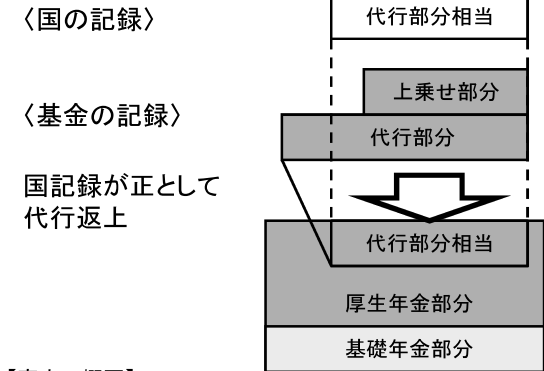 〈国の記録〉
代行部分相当
上乗せ部分
〈基金の記録〉
代行部分
国記録が正として
代行返上
代行部分相当
厚生年金部分
基礎年金部分